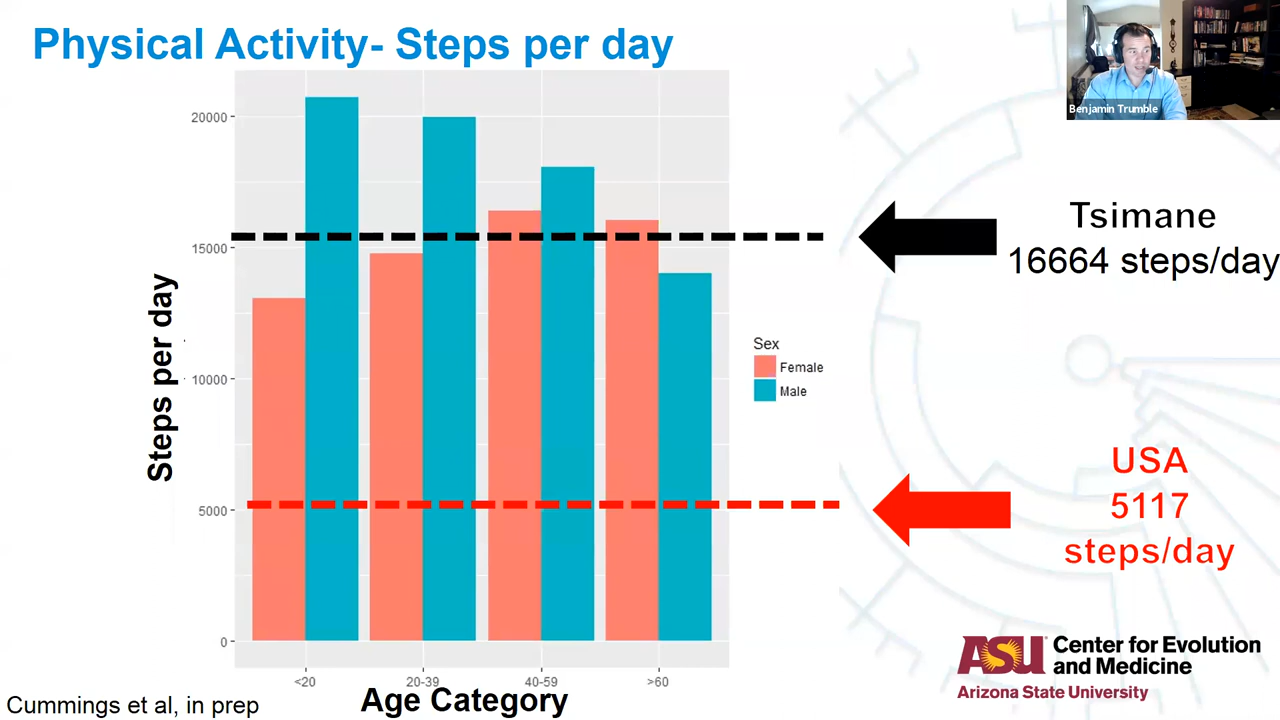 Physical Activity- Steps per day
Benjamin Trumble
Steps per day
20000
15000
10000
5000
0
<20
20-39
40-59
>60
Age Category
Sex
Female
Male
Tsimane
16664 steps/day
USA
5117
steps/day
Cummings et al, in prep
ASU Center for Evolution
and Medicine
Arizona State University